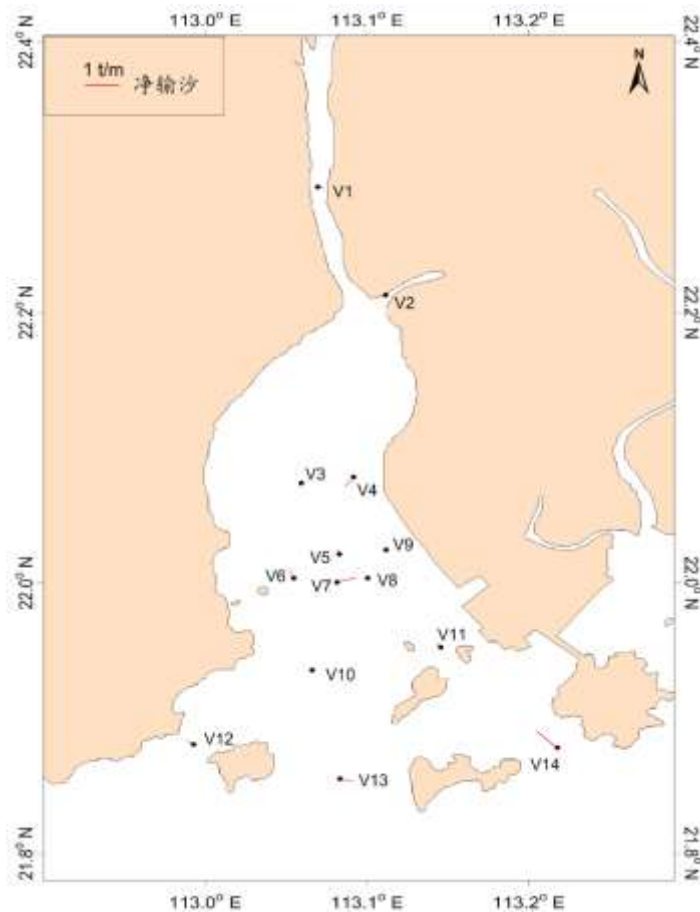 113.0° E 113.1° E 113.2° E
22.4° N 22.4° N
N
1 t/m
净输沙
V1
V2
22.2° N 22.2° N
V3
V4
V9
V5
V6
V7
V8
22.0° N 22.0° N
V11
V10
V12
V14
V13
21.8° N 21.8° N
113.0° E 113.1° E 113.2° E